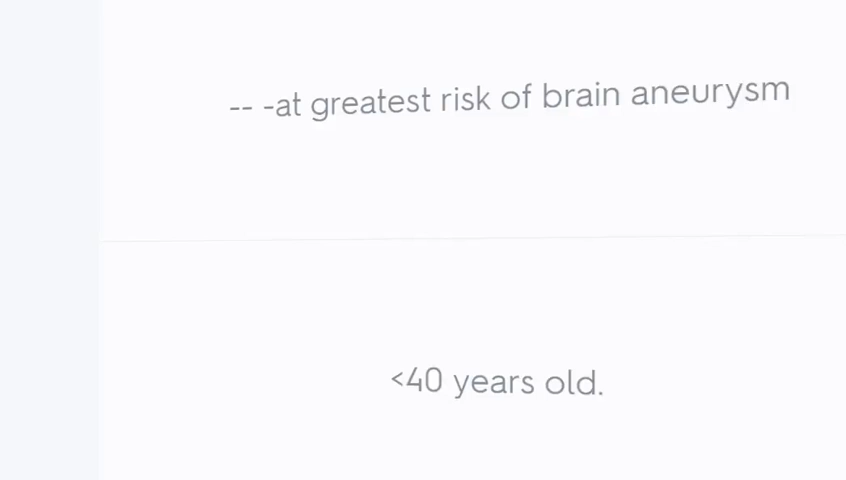 -- -at greatest risk of brain aneurysm
<40 years old.